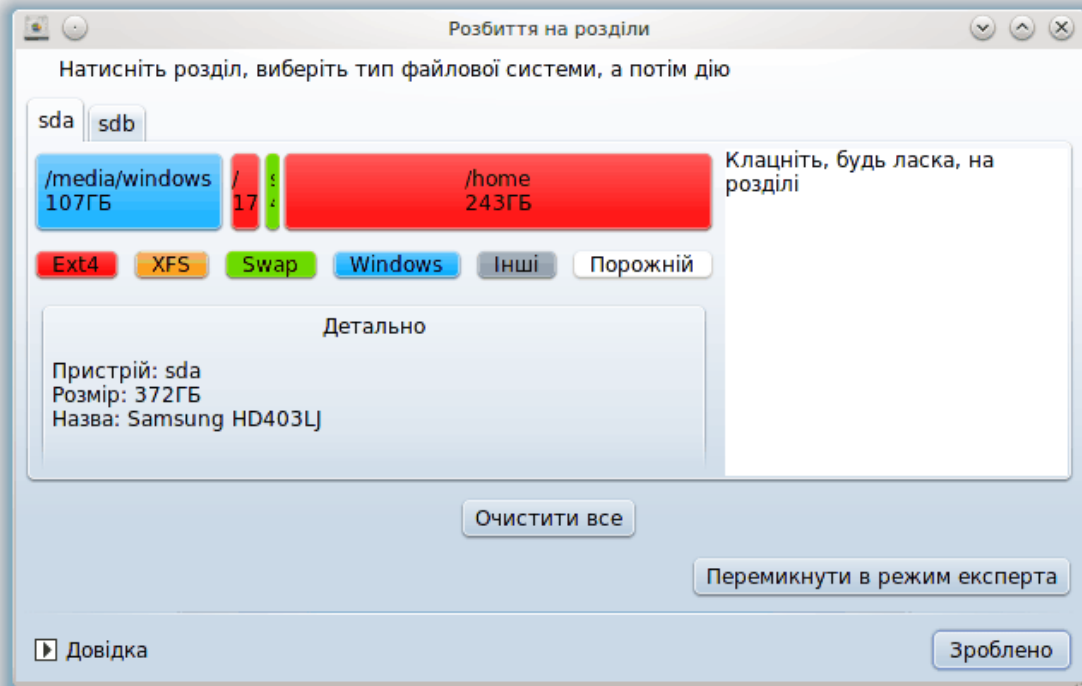 Розбиття на розділи
Натисніть розділ, виберіть тип файлової системи, а потім дію
sda
sdb
/media/windows
107ГБ
/
17
/home
243ГБ
Клацніть, будь ласка, на
розділі
Ext4
XFS
Swap
Windows
Інші
Порожній
Детально
Пристрій: sda
Розмір: 372ГБ
Назва: Samsung HD403LJ
Очистити все
Перемикнути в режим експерта
Довідка
Зроблено